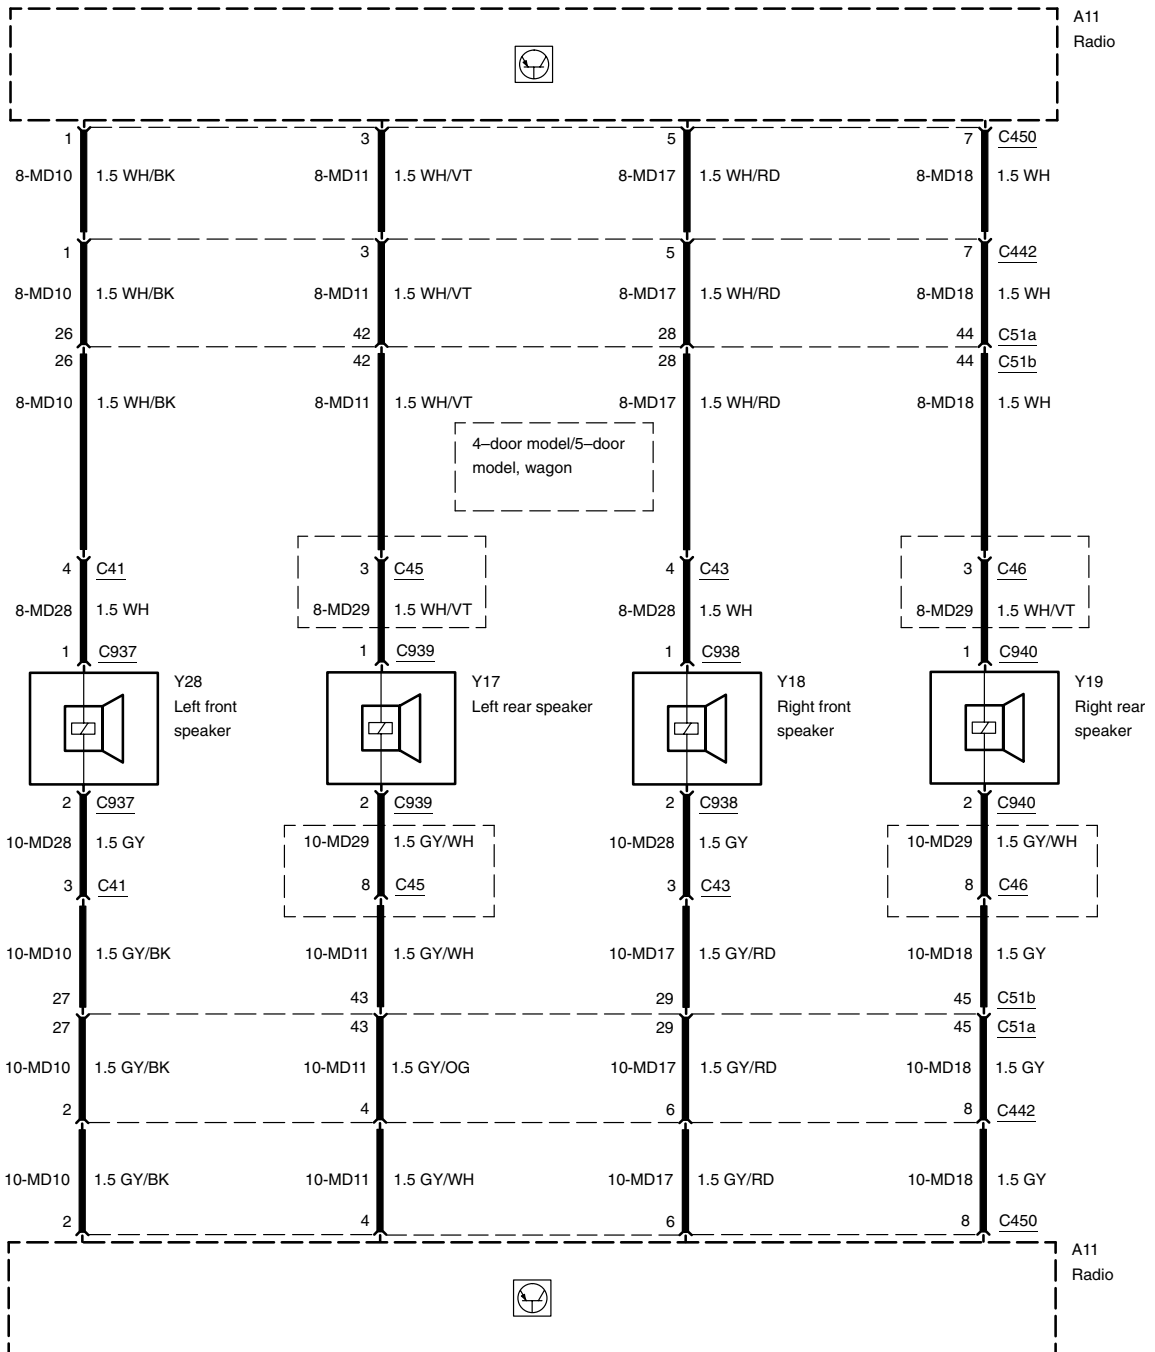 A11
Radio
1 3 5 7 C450
8-MD10 1.5 WH/BK 8-MD11 1.5 WH/VT 8-MD17 1.5 WH/RD 8-MD18 1.5 WH
1 3 5 7 C442
8-MD10 1.5 WH/BK 8-MD11 1.5 WH/VT 8-MD17 1.5 WH/RD 8-MD18 1.5 WH
26 42 28 44 C51a
26 42 28 44 C51b
8-MD10 1.5 WH/BK 8-MD11 1.5 WH/VT 8-MD17 1.5 WH/RD 8-MD18 1.5 WH
4–door model/5–door
model, wagon
4 C41 3 C45 4 C43 3 C46
8-MD28 1.5 WH 8-MD29 1.5 WH/VT 8-MD28 1.5 WH 8-MD29 1.5 WH/VT
1 C937 1 C939 1 C938 1 C940
Y28 Y17 Y18 Y19
Left front Left rear speaker Right front Right rear
speaker speaker speaker
2 C937 2 C939 2 C938 2 C940
10-MD28 1.5 GY 10-MD29 1.5 GY/WH 10-MD28 1.5 GY 10-MD29 1.5 GY/WH
3 C41 8 C45 3 C43 8 C46
10-MD10 1.5 GY/BK 10-MD11 1.5 GY/WH 10-MD17 1.5 GY/RD 10-MD18 1.5 GY
27 43 29 45 C51b
27 43 29 45 C51a
10-MD10 1.5 GY/BK 10-MD11 1.5 GY/OG 10-MD17 1.5 GY/RD 10-MD18 1.5 GY
2 4 6 8 C442
10-MD10 1.5 GY/BK 10-MD11 1.5 GY/WH 10-MD17 1.5 GY/RD 10-MD18 1.5 GY
2 4 6 8 C450
A11
Radio